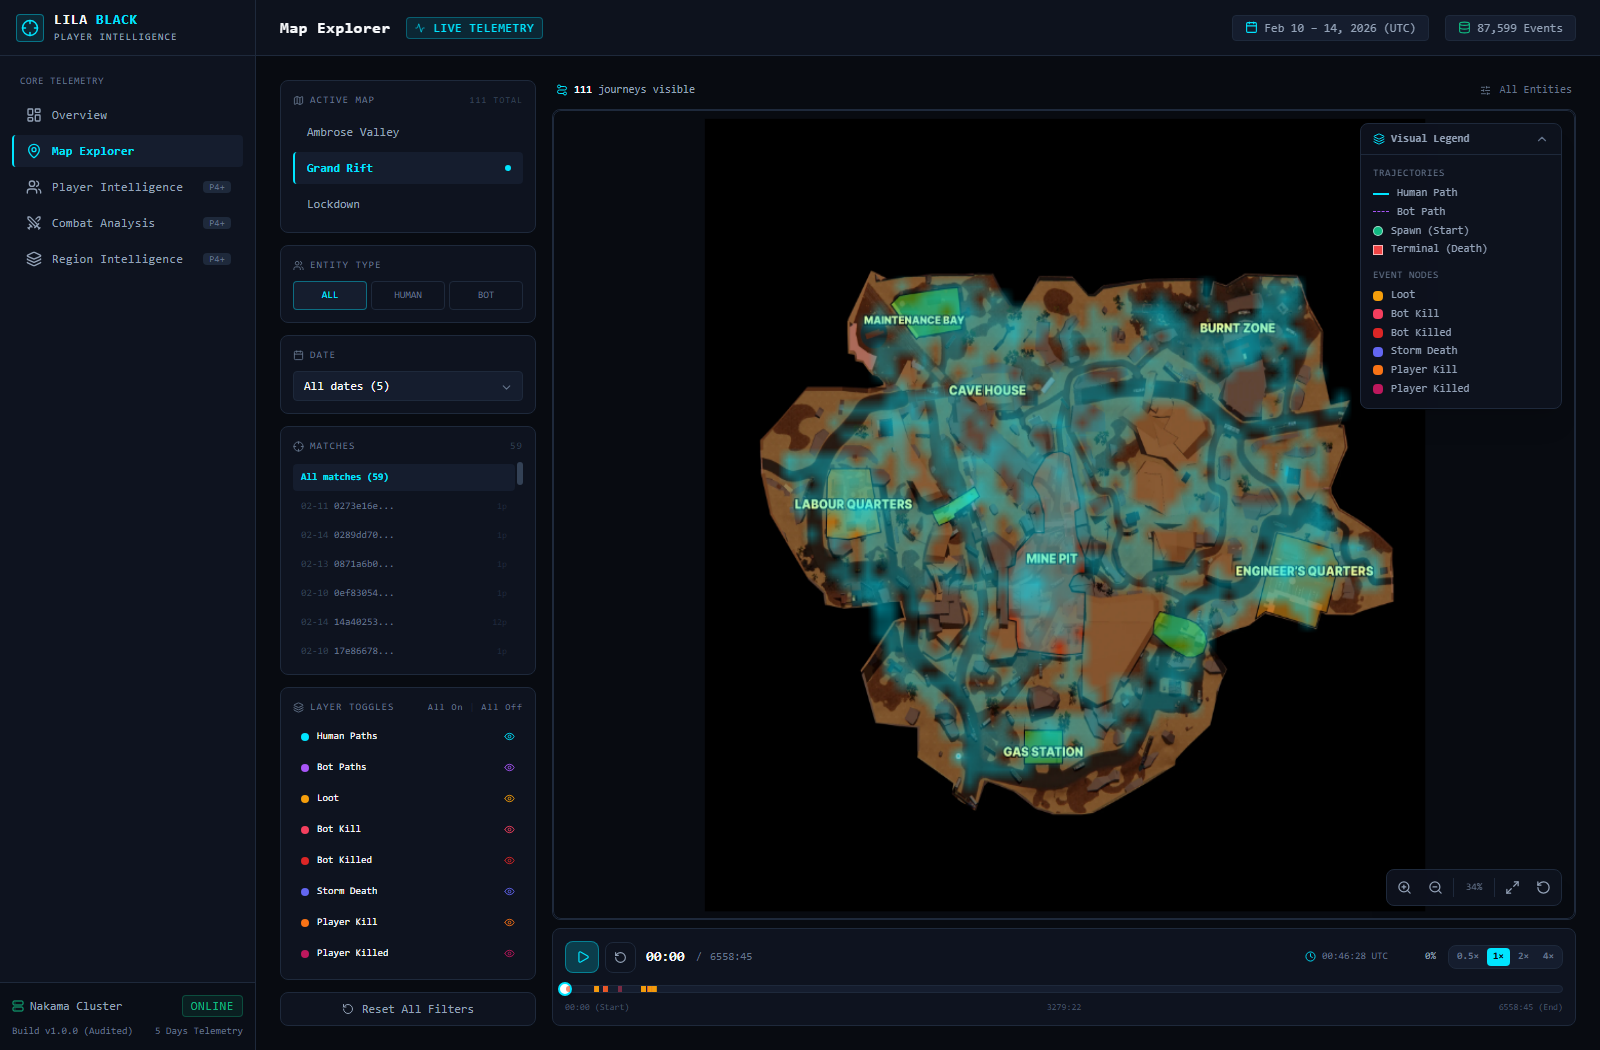 LILA BLACK
PLAYER INTELLIGENCE
CORE TELEMETRY
Overview
Map Explorer
Player Intelligence P4+
Combat Analysis P4+
Region Intelligence P4+
Nakama Cluster ONLINE
Build v1.0.0 (Audited) 5 Days Telemetry
Map Explorer LIVE TELEMETRY
Feb 10 – 14, 2026 (UTC) 87,599 Events
ACTIVE MAP 111 TOTAL
Ambrose Valley
Grand Rift
Lockdown
ENTITY TYPE
ALL HUMAN BOT
DATE
All dates (5)
MATCHES 59
All matches (59)
02-11 0273e16e... 1p
02-14 0289dd70... 1p
02-13 0871a6b0... 1p
02-10 0ef83054... 1p
02-14 14a40253... 12p
02-10 17e86678... 1p
LAYER TOGGLES All On All Off
Human Paths
Bot Paths
Loot
Bot Kill
Bot Killed
Storm Death
Player Kill
Player Killed
Reset All Filters
111 journeys visible All Entities
MAINTENANCE BAY
BURNT ZONE
CAVE HOUSE
LABOUR QUARTERS
MINE PIT
ENGINEER'S QUARTERS
GAS STATION
Visual Legend
TRAJECTORIES
Human Path
Bot Path
Spawn (Start)
Terminal (Death)
EVENT NODES
Loot
Bot Kill
Bot Killed
Storm Death
Player Kill
Player Killed
34%
00:00 / 6558:45 00:46:28 UTC 0% 0.5× 1× 2× 4×
00:00 (Start) 3279:22 6558:45 (End)